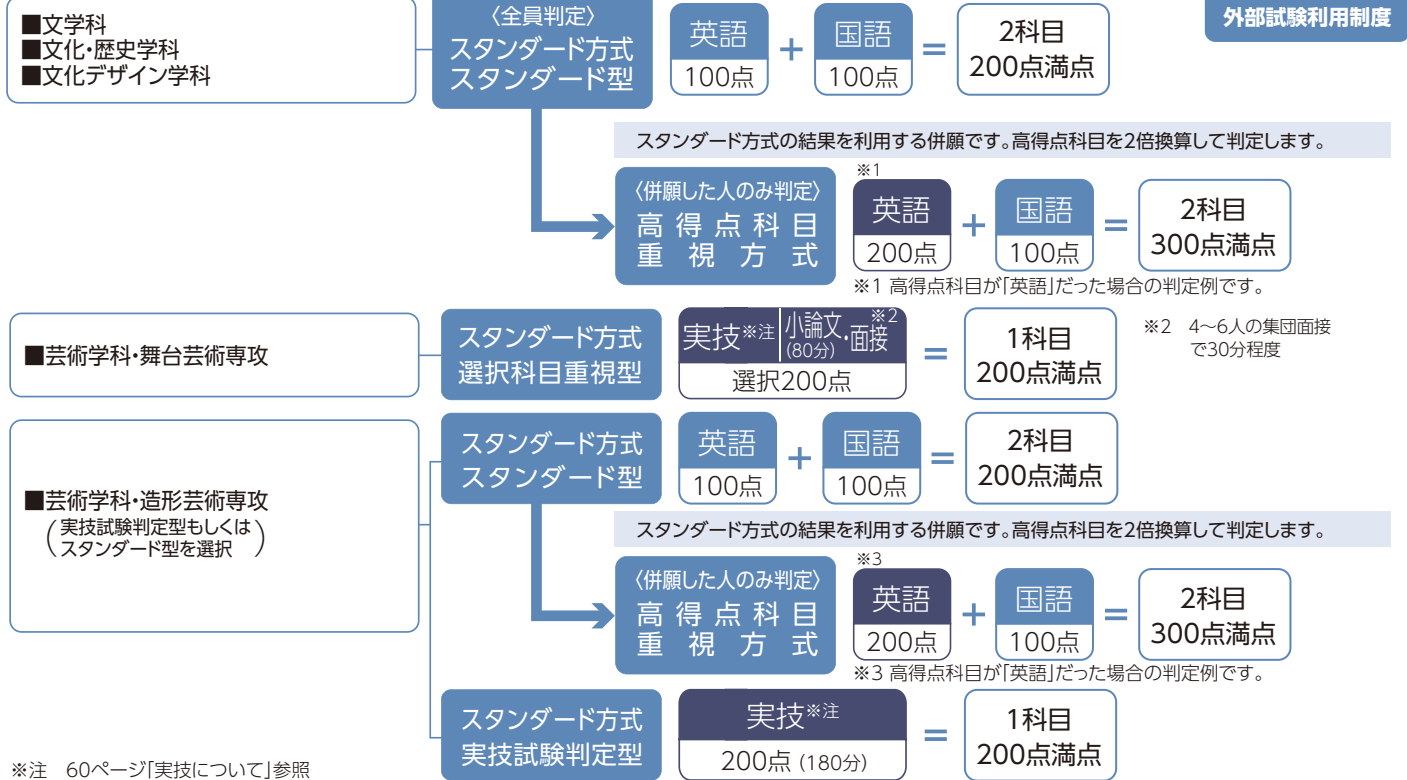 外部試験利用制度
■文学科
■文化・歴史学科
■文化デザイン学科
〈全員判定〉
スタンダード方式
スタンダード型
英語
100点
+
国語
100点
=
2科目
200点満点
スタンダード方式の結果を利用する併願です。高得点科目を2倍換算して判定します。
〈併願した人のみ判定〉
高得点科目
重視方式
※1
英語
200点
+
国語
100点
=
2科目
300点満点
※1 高得点科目が「英語」だった場合の判定例です。
■芸術学科・舞台芸術専攻
スタンダード方式
選択科目重視型
実技※注
小論文・面接※2
(80分)
選択200点
=
1科目
200点満点
※2 4〜6人の集団面接
で30分程度
■芸術学科・造形芸術専攻
(実技試験判定型もしくは
スタンダード型を選択)
スタンダード方式
スタンダード型
英語
100点
+
国語
100点
=
2科目
200点満点
スタンダード方式の結果を利用する併願です。高得点科目を2倍換算して判定します。
〈併願した人のみ判定〉
高得点科目
重視方式
※3
英語
200点
+
国語
100点
=
2科目
300点満点
※3 高得点科目が「英語」だった場合の判定例です。
スタンダード方式
実技試験判定型
実技※注
200点 (180分)
=
1科目
200点満点
※注 60ページ「実技について」参照